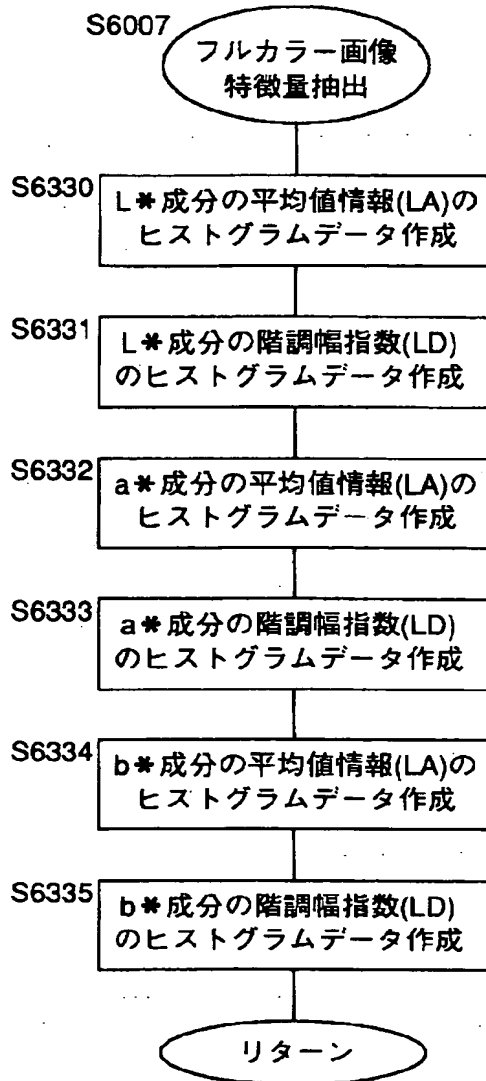 S6007
フルカラー画像
特徴量抽出
S6330
L*成分の平均値情報(LA)の
ヒストグラムデータ作成
S6331
L*成分の階調幅指数(LD)
のヒストグラムデータ作成
S6332
a*成分の平均値情報(LA)の
ヒストグラムデータ作成
S6333
a*成分の階調幅指数(LD)
のヒストグラムデータ作成
S6334
b*成分の平均値情報(LA)の
ヒストグラムデータ作成
S6335
b*成分の階調幅指数(LD)
のヒストグラムデータ作成
リターン